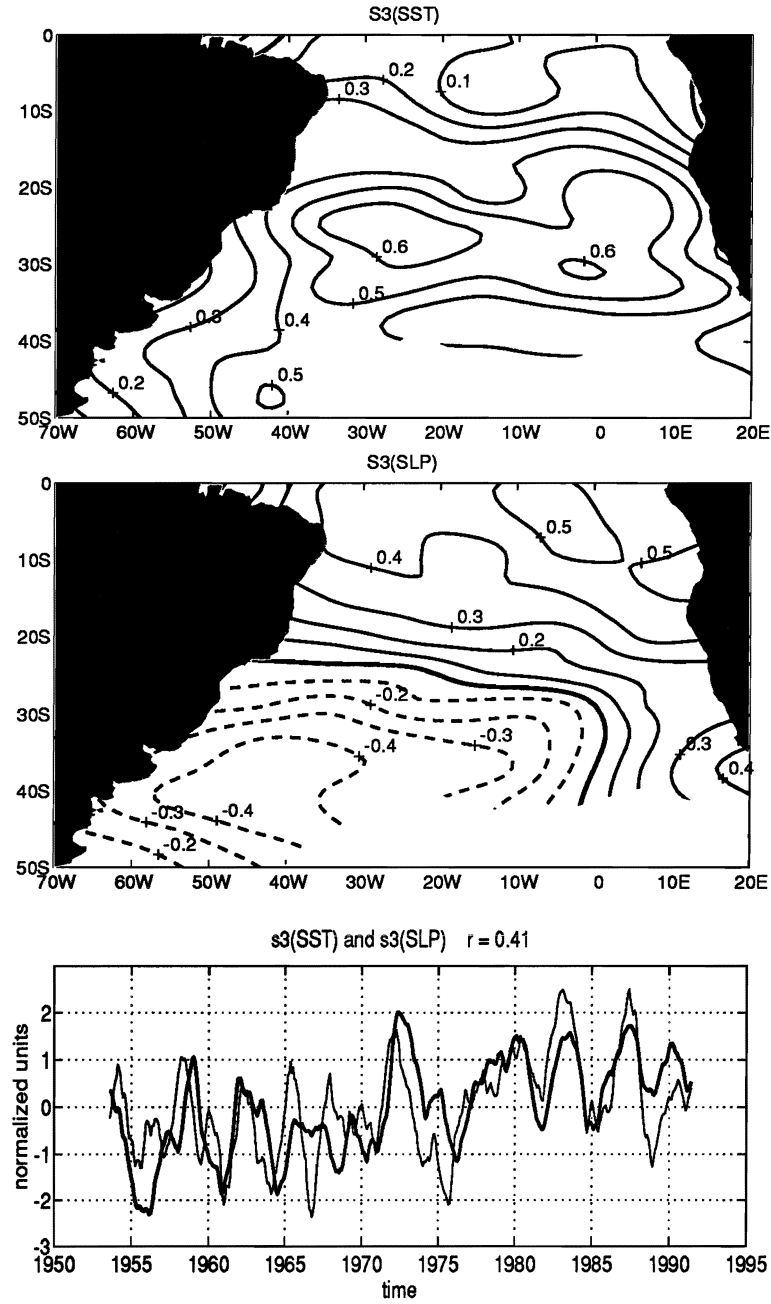 S3(SST)
0
0.2
0.3
0.1
10S
20S
0.6
0.6
30S
0.5
0.3
0.4
40S
0.2
0.5
50S
70W 60W 50W 40W 30W 20W 10W 0 10E 20E
S3(SLP)
0
0.5
0.4
0.5
10S
0.3
0.2
20S
-0.2
30S
-0.3
-0.4
0.3
0.4
40S
-0.3
-0.4
-0.2
50S
70W 60W 50W 40W 30W 20W 10W 0 10E 20E
s3(SST) and s3(SLP) r = 0.41
normalized units
2
1
0
-1
-2
-3
1950 1955 1960 1965 1970 1975 1980 1985 1990 1995
time